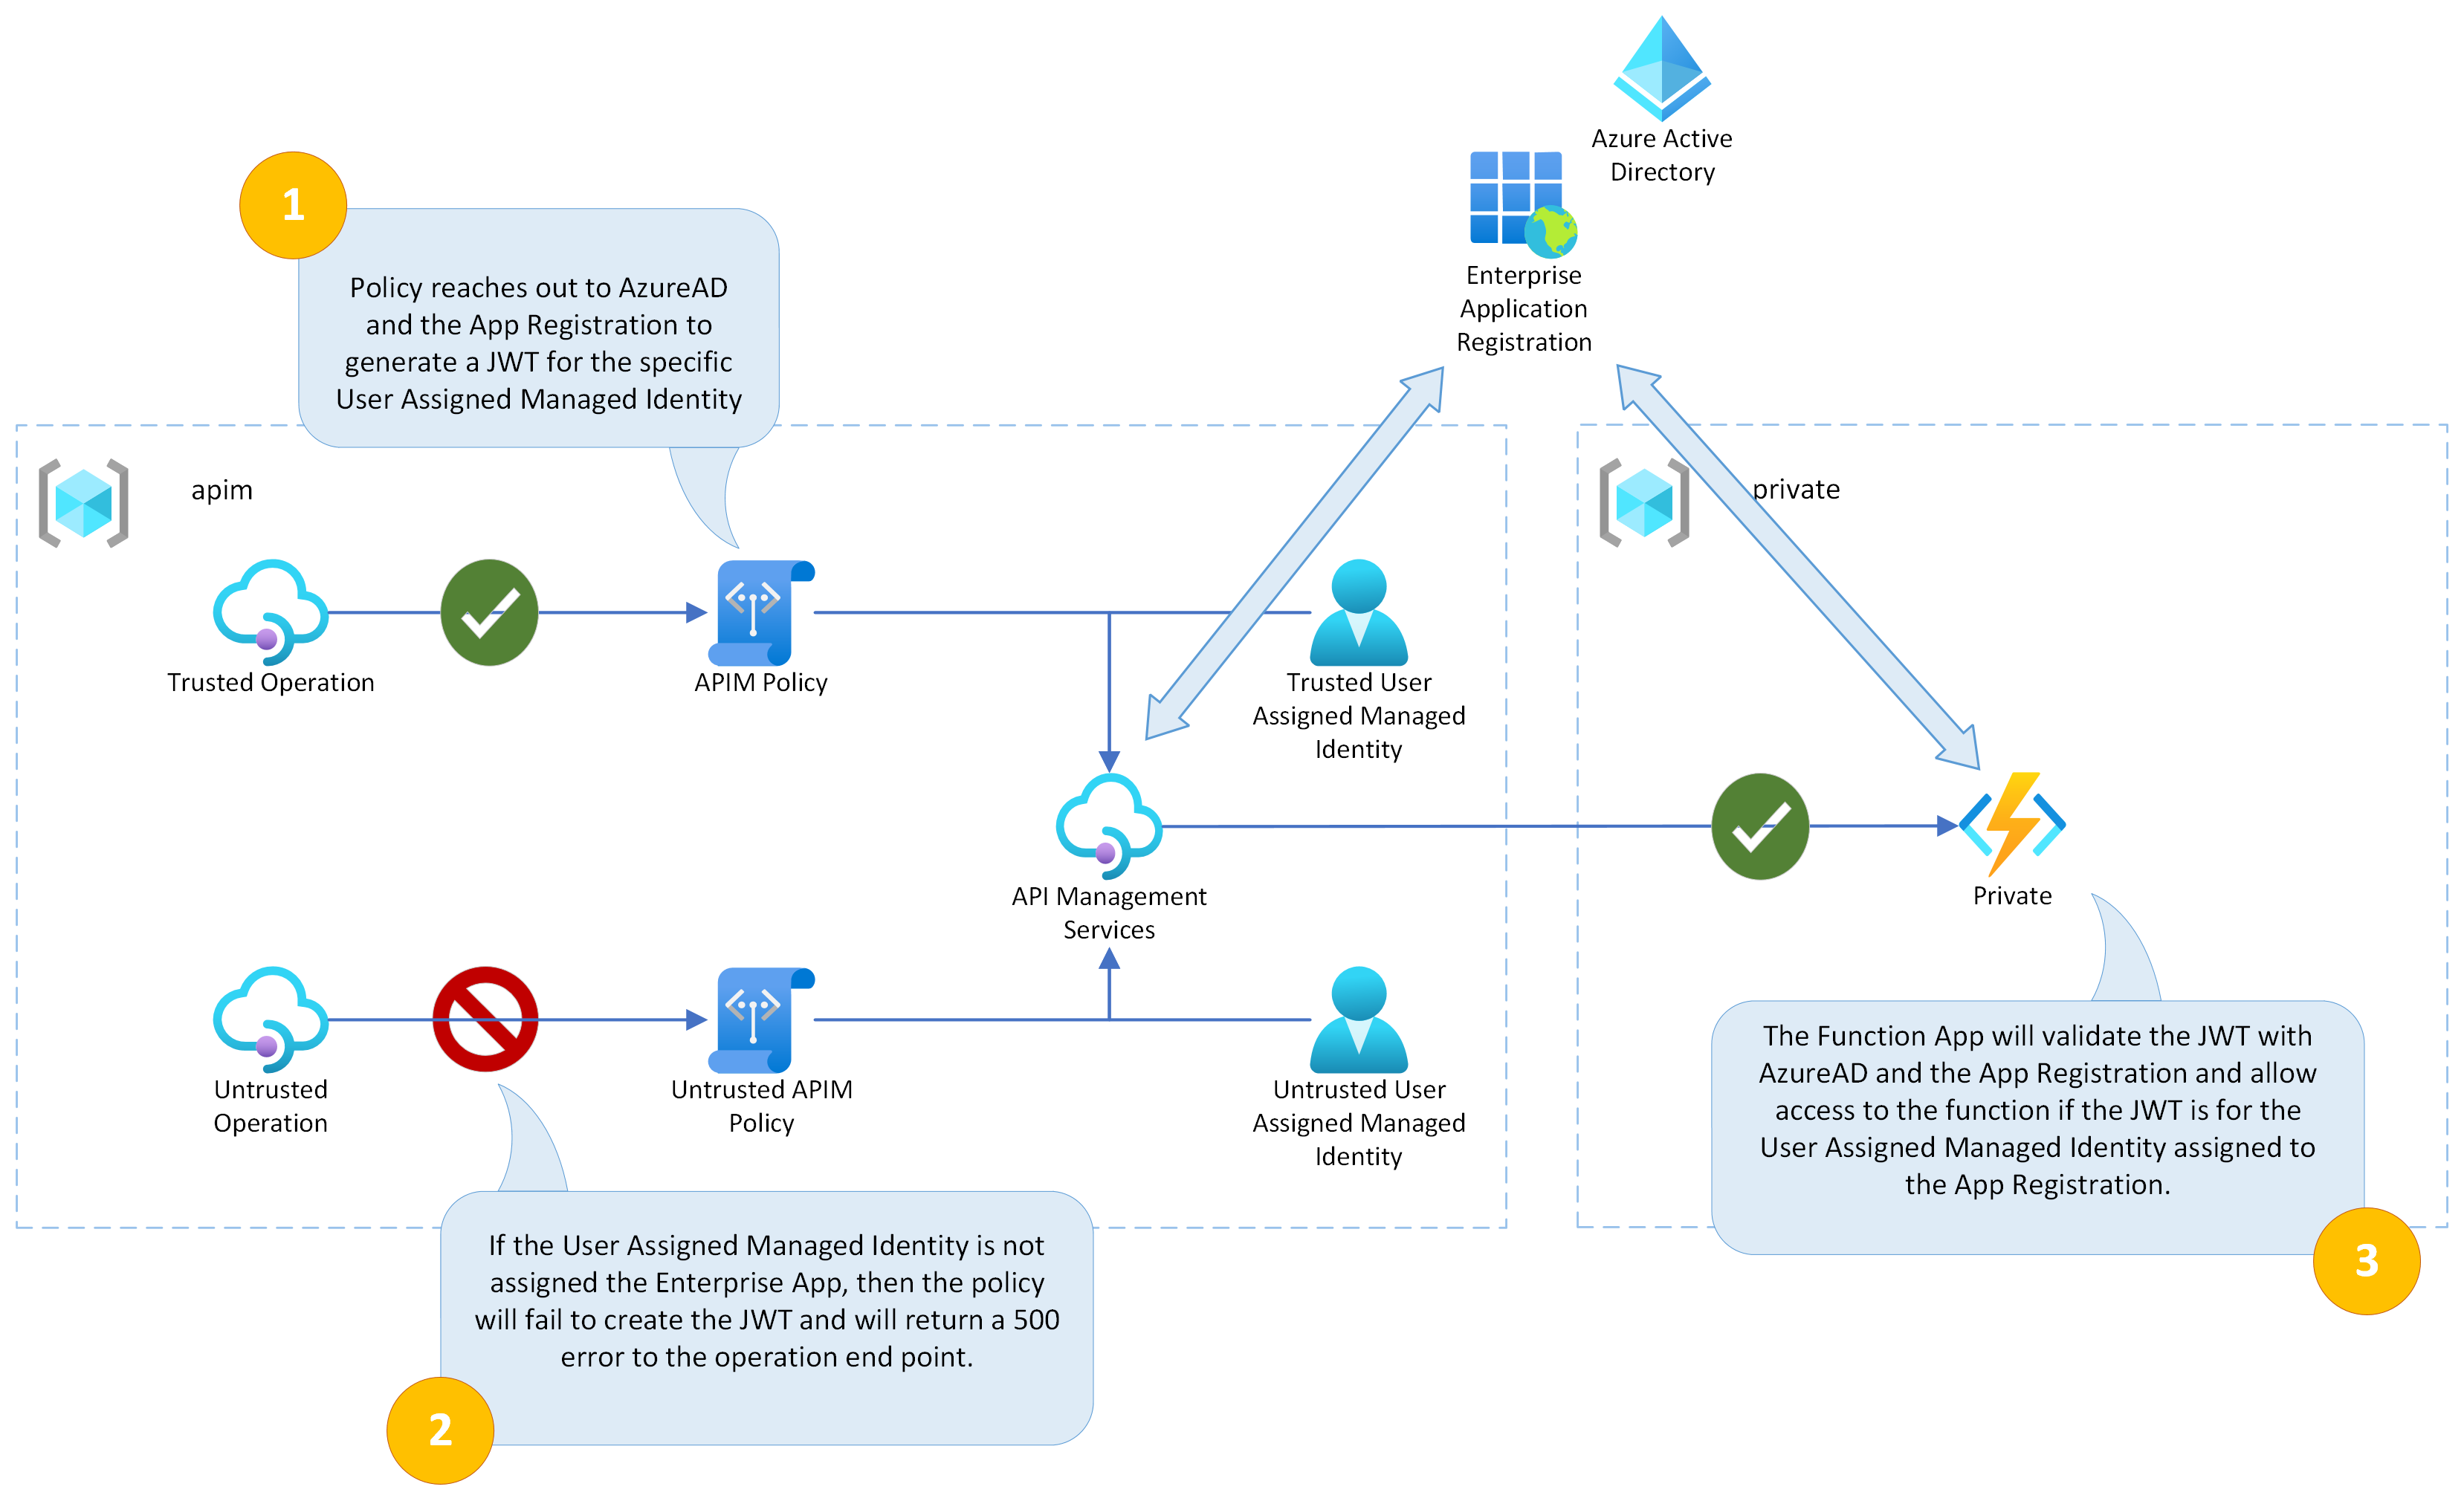 Azure Active
Directory
Enterprise
Application
Registration
1
Policy reaches out to AzureAD
and the App Registration to
generate a JWT for the specific
User Assigned Managed Identity
apim
private
Trusted Operation
APIM Policy
Trusted User
Assigned Managed
Identity
API Management
Services
Private
Untrusted
Operation
Untrusted APIM
Policy
Untrusted User
Assigned Managed
Identity
If the User Assigned Managed Identity is not
assigned the Enterprise App, then the policy
will fail to create the JWT and will return a 500
error to the operation end point.
2
The Function App will validate the JWT with
AzureAD and the App Registration and allow
access to the function if the JWT is for the
User Assigned Managed Identity assigned to
the App Registration.
3